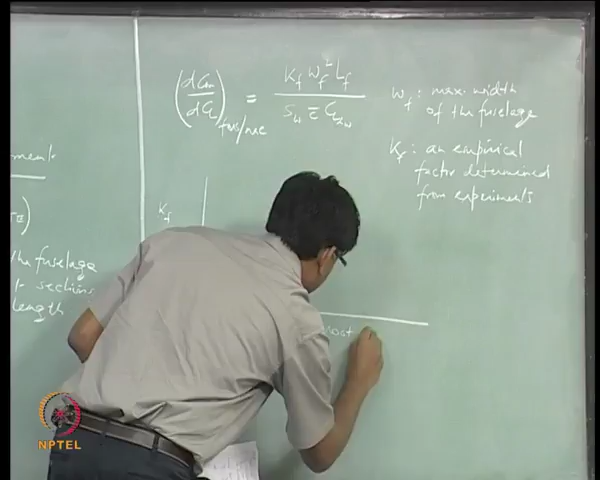 (dCm/dCL)fus/nac = Kf wf² Lf / Sw c̄ CLαw
wf : max. width
of the fuselage
Kf : an empirical
factor determined
from experiments
Kf
the fuselage
sections
length
NPTEL